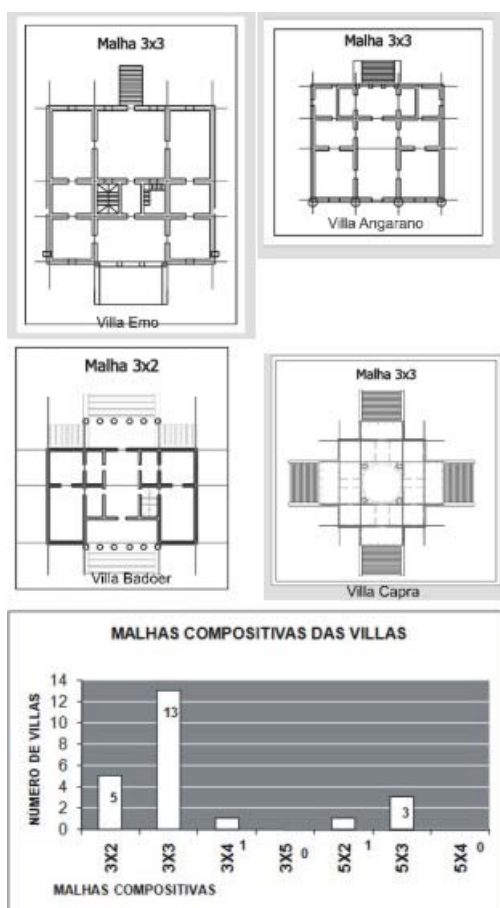 Malha 3x3
Villa Emo
Malha 3x3
Villa Angarano
Malha 3x2
Villa Badoer
Malha 3x3
Villa Capra
MALHAS COMPOSITIVAS DAS VILLAS
NÚMERO DE VILLAS
14
12
10
8
6
4
2
0
5
13
1
0
1
3
0
3X2
3X3
3X4
3X5
5X2
5X3
5X4
MALHAS COMPOSITIVAS